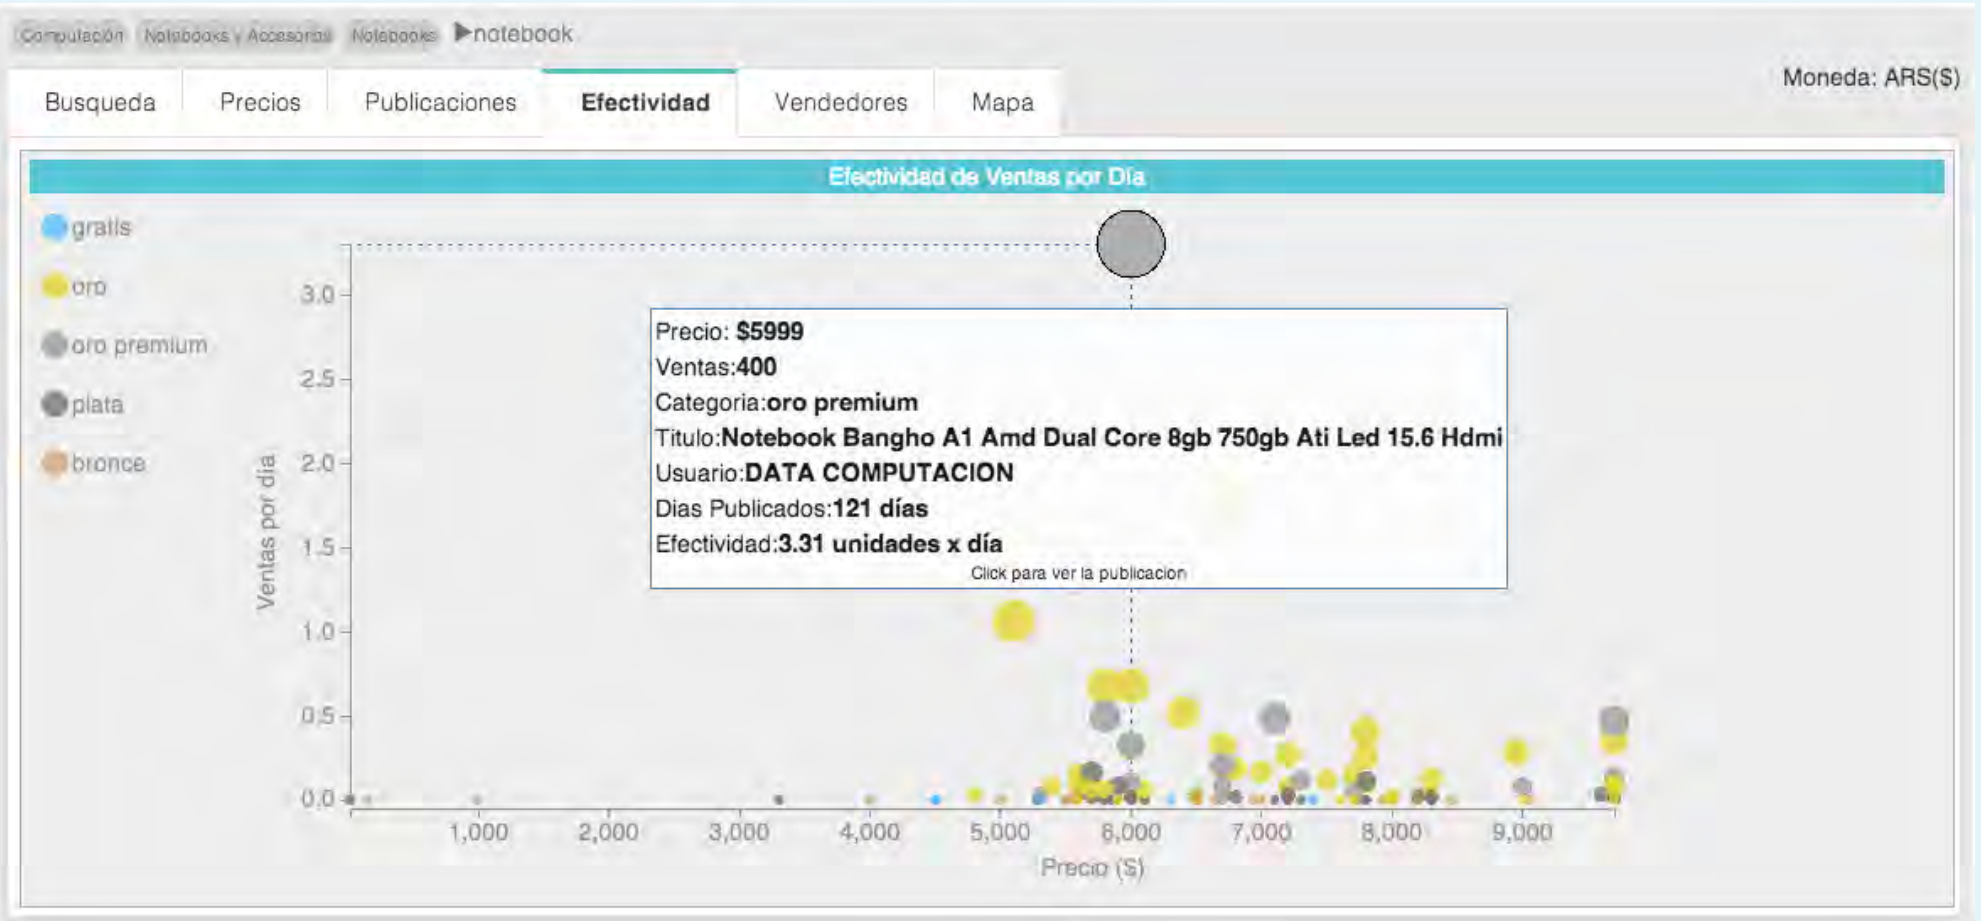 Computación Notebooks y Accesorios Notebooks ▶notebook
Moneda: ARS($)
Busqueda Precios Publicaciones Efectividad Vendedores Mapa
Efectividad de Ventas por Día
gratis
oro
oro premium
plata
bronce
Ventas por día
3.0
2.5
2.0
1.5
1.0
0.5
0.0
Precio: $5999
Ventas:400
Categoria:oro premium
Titulo:Notebook Bangho A1 Amd Dual Core 8gb 750gb Ati Led 15.6 Hdmi
Usuario:DATA COMPUTACION
Dias Publicados:121 días
Efectividad:3.31 unidades x día
Click para ver la publicacion
1,000 2,000 3,000 4,000 5,000 6,000 7,000 8,000 9,000
Precio ($)